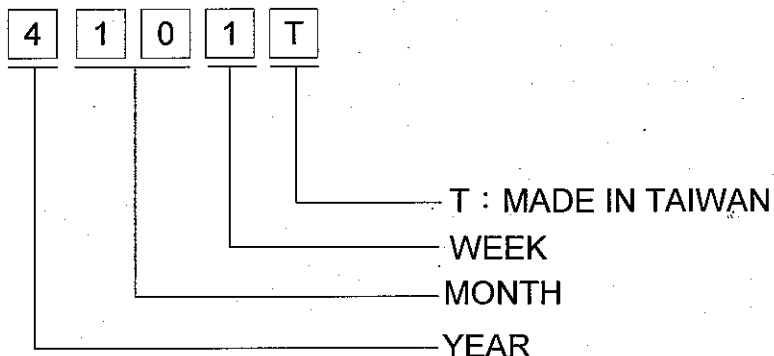 4 1 0 1 T
T : MADE IN TAIWAN
WEEK
MONTH
YEAR